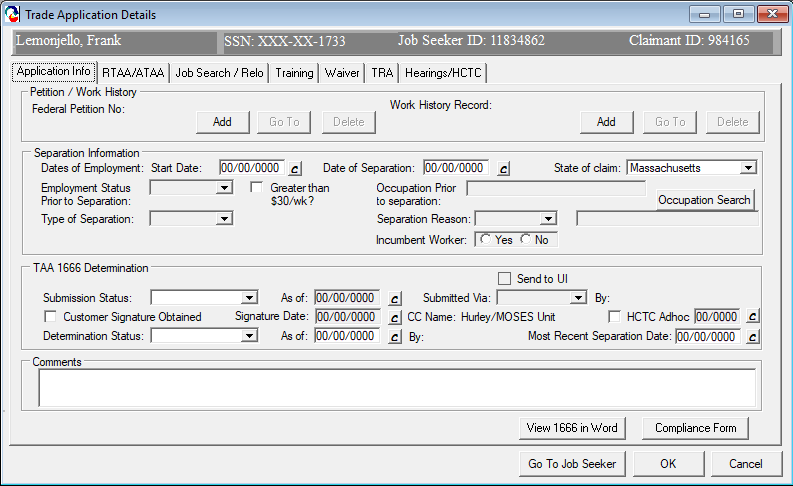 Trade Application Details
Lemonjello, Frank SSN: XXX-XX-1733 Job Seeker ID: 11834862 Claimant ID: 984165
Application Info RTAA/ATAA Job Search / Relo Training Waiver TRA Hearings/HCTC
Petition / Work History
Federal Petition No: Work History Record:
Add Go To Delete Add Go To Delete
Separation Information
Dates of Employment: Start Date: 00/00/0000 c Date of Separation: 00/00/0000 c State of claim: Massachusetts
Employment Status Greater than Occupation Prior
Prior to Separation: $30/wk? to separation: Occupation Search
Type of Separation: Separation Reason:
Incumbent Worker: Yes No
TAA 1666 Determination
Send to UI
Submission Status: As of: 00/00/0000 c Submitted Via: By:
Customer Signature Obtained Signature Date: 00/00/0000 c CC Name: Hurley/MOSES Unit HCTC Adhoc 00/0000 c
Determination Status: As of: 00/00/0000 c By: Most Recent Separation Date: 00/00/0000 c
Comments
View 1666 in Word Compliance Form
Go To Job Seeker OK Cancel